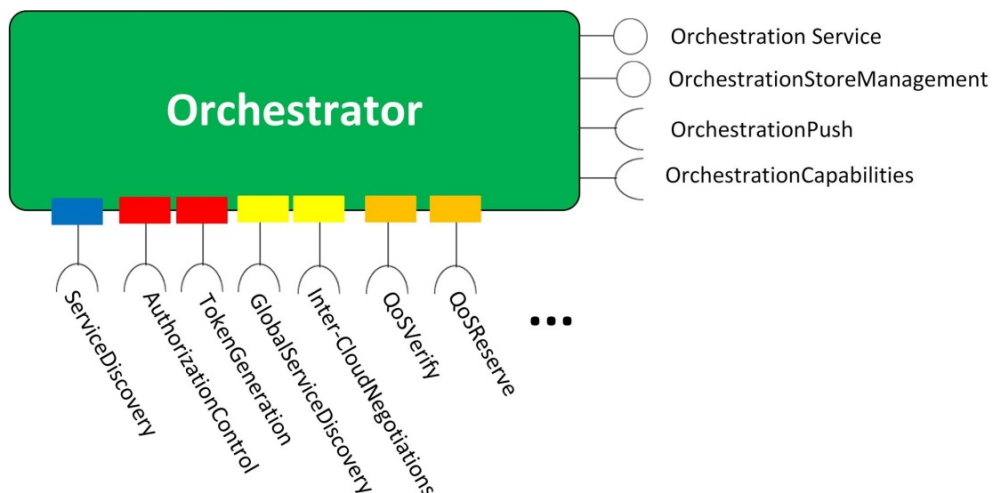 Orchestrator
Orchestration Service
OrchestrationStoreManagement
OrchestrationPush
OrchestrationCapabilities
ServiceDiscovery
AuthorizationControl
TokenGeneration
GlobalServiceDiscovery
Inter-CloudNegotiations
QoSVerify
QoSReserve
...